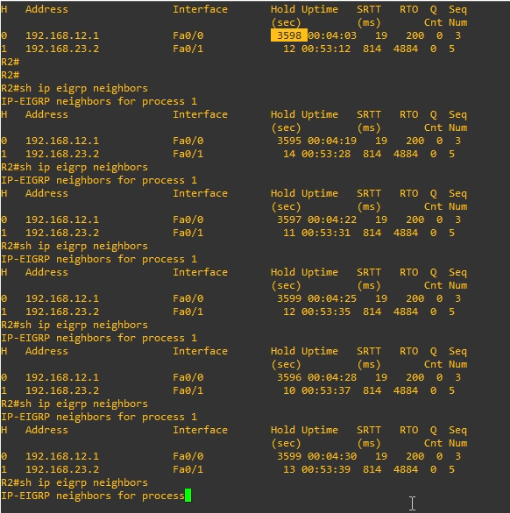 H   Address                 Interface       Hold Uptime   SRTT   RTO  Q  Seq
                                            (sec)         (ms)       Cnt Num
0   192.168.12.1            Fa0/0            3598 00:04:03   19   200  0  3
1   192.168.23.2            Fa0/1             12 00:53:12  814  4884  0  5
R2#
R2#
R2#sh ip eigrp neighbors
IP-EIGRP neighbors for process 1
H   Address                 Interface       Hold Uptime   SRTT   RTO  Q  Seq
                                            (sec)         (ms)       Cnt Num
0   192.168.12.1            Fa0/0            3595 00:04:19   19   200  0  3
1   192.168.23.2            Fa0/1             14 00:53:28  814  4884  0  5
R2#sh ip eigrp neighbors
IP-EIGRP neighbors for process 1
H   Address                 Interface       Hold Uptime   SRTT   RTO  Q  Seq
                                            (sec)         (ms)       Cnt Num
0   192.168.12.1            Fa0/0            3597 00:04:22   19   200  0  3
1   192.168.23.2            Fa0/1             11 00:53:31  814  4884  0  5
R2#sh ip eigrp neighbors
IP-EIGRP neighbors for process 1
H   Address                 Interface       Hold Uptime   SRTT   RTO  Q  Seq
                                            (sec)         (ms)       Cnt Num
0   192.168.12.1            Fa0/0            3599 00:04:25   19   200  0  3
1   192.168.23.2            Fa0/1             12 00:53:35  814  4884  0  5
R2#sh ip eigrp neighbors
IP-EIGRP neighbors for process 1
H   Address                 Interface       Hold Uptime   SRTT   RTO  Q  Seq
                                            (sec)         (ms)       Cnt Num
0   192.168.12.1            Fa0/0            3596 00:04:28   19   200  0  3
1   192.168.23.2            Fa0/1             10 00:53:37  814  4884  0  5
R2#sh ip eigrp neighbors
IP-EIGRP neighbors for process 1
H   Address                 Interface       Hold Uptime   SRTT   RTO  Q  Seq
                                            (sec)         (ms)       Cnt Num
0   192.168.12.1            Fa0/0            3599 00:04:30   19   200  0  3
1   192.168.23.2            Fa0/1             13 00:53:39  814  4884  0  5
R2#sh ip eigrp neighbors
IP-EIGRP neighbors for process